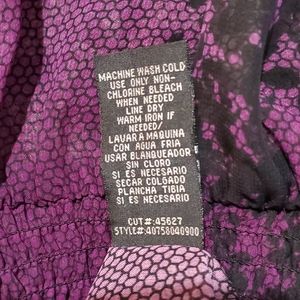 MACHINE WASH COLD
USE ONLY NON-
CHLORINE BLEACH
WHEN NEEDED
LINE DRY
WARM IRON IF
NEEDED/
LAVAR A MAQUINA
CON AGUA FRIA
USAR BLANQUEADOR
SIN CLORO
SI ES NECESARIO
SECAR COLGADO
PLANCHA TIBIA
SI ES NECESARIO
CUT#:45627
STYLE#:40758040900